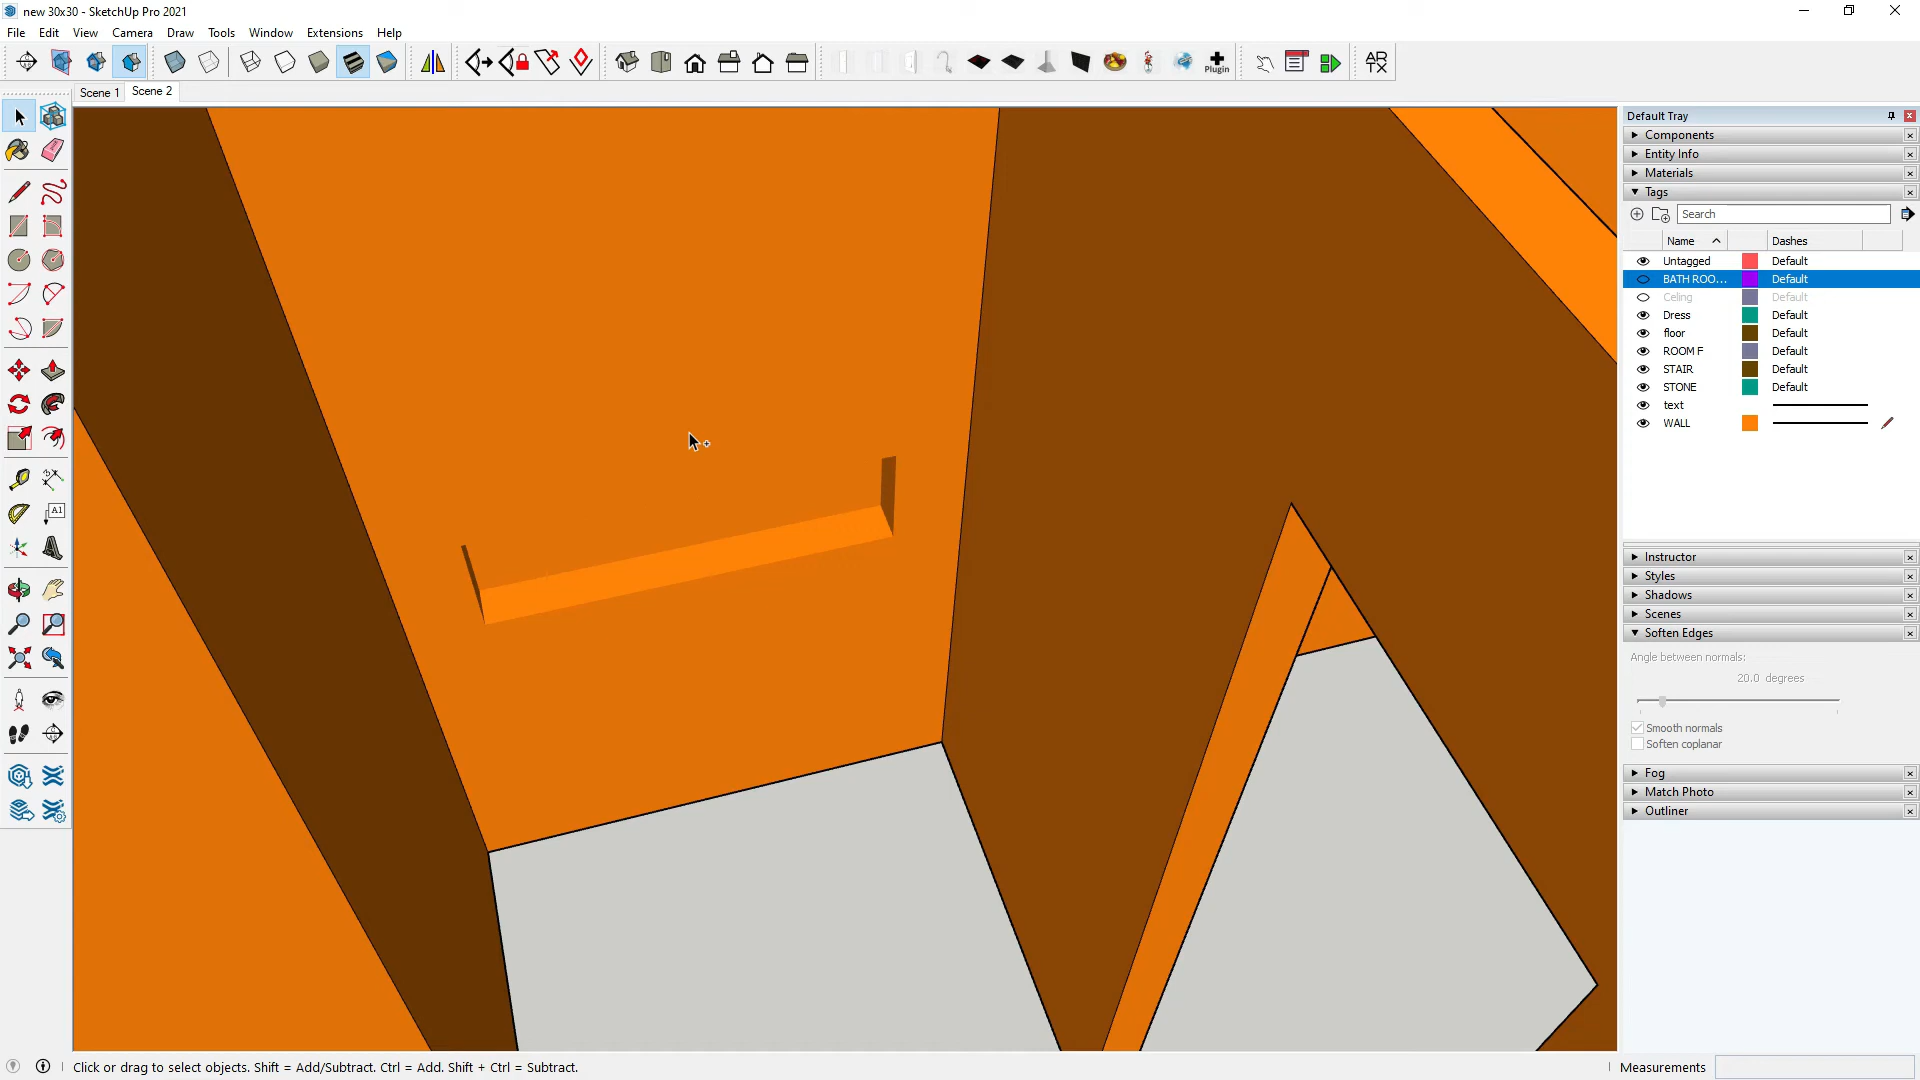 new 30x30 - SketchUp Pro 2021
File Edit View Camera Draw Tools Window Extensions Help
Plugin
AR
TX
Scene 1 Scene 2
A1
Default Tray
Components
Entity Info
Materials
Tags
Search
Name Dashes
Untagged Default
BATH ROO... Default
Celing Default
Dress Default
floor Default
ROOM F Default
STAIR Default
STONE Default
text
WALL
Instructor
Styles
Shadows
Scenes
Soften Edges
Angle between normals:
20.0 degrees
Smooth normals
Soften coplanar
Fog
Match Photo
Outliner
Click or drag to select objects. Shift = Add/Subtract. Ctrl = Add. Shift + Ctrl = Subtract.
Measurements